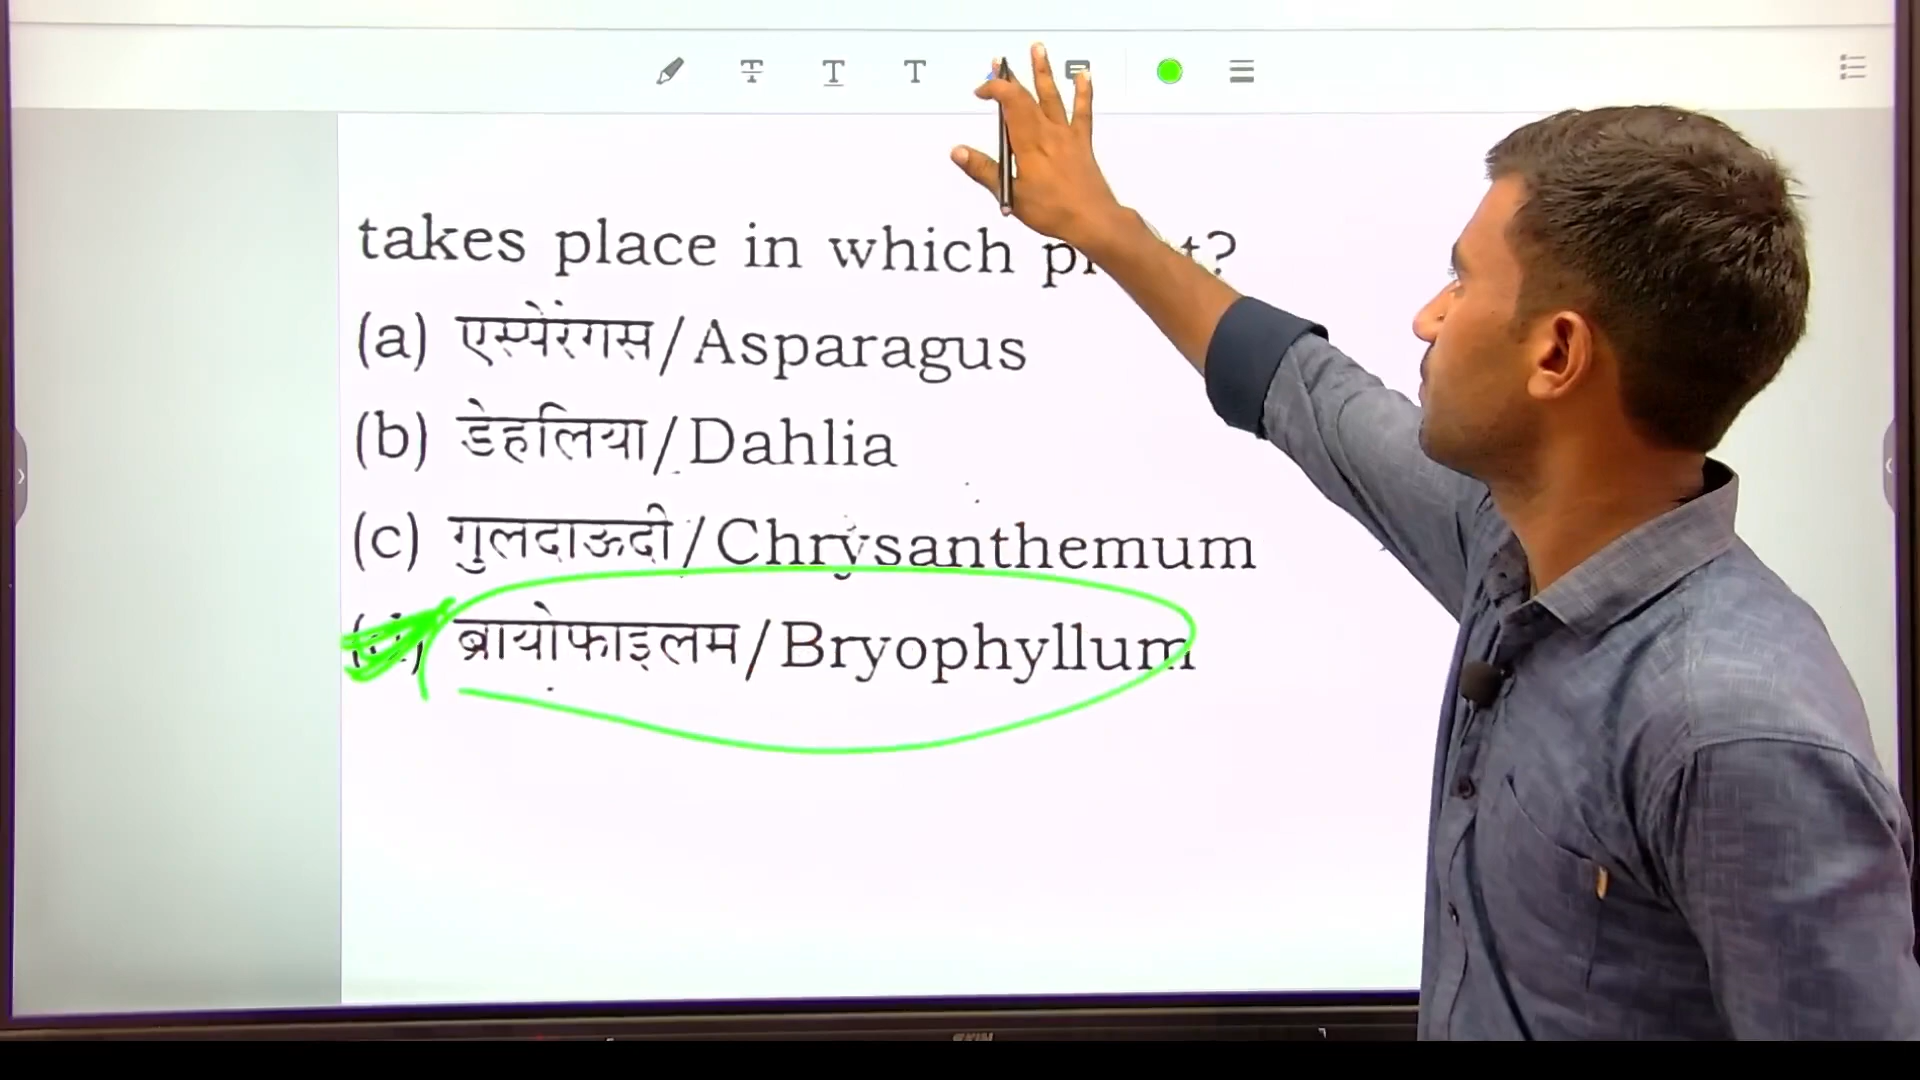 takes place in which
(a) एस्पेरंगस/Asparagus
(b) डेहलिया/Dahlia
(c) गुलदाऊदी/Chrysanthemum
ब्रायोफाइलम/Bryophyllum